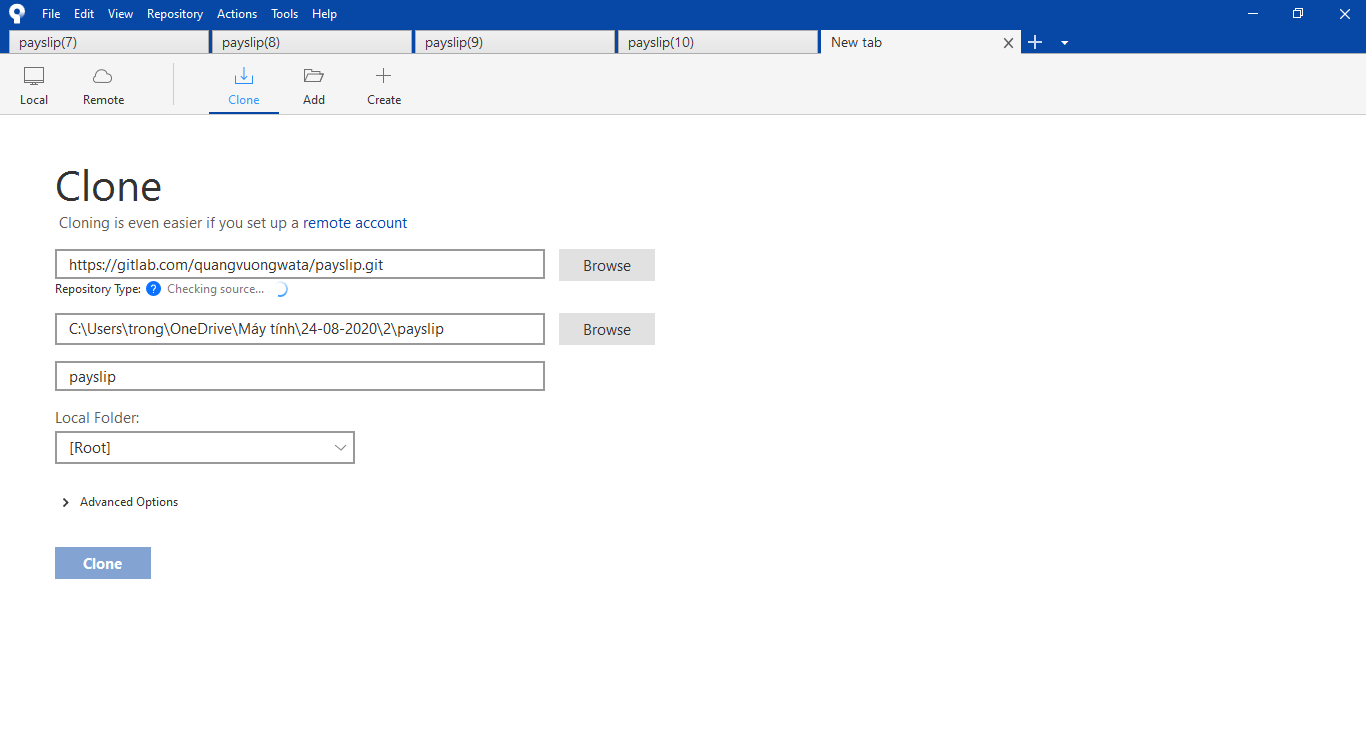 File Edit View Repository Actions Tools Help
payslip(7) payslip(8) payslip(9) payslip(10) New tab
Local Remote Clone Add Create
Clone
Cloning is even easier if you set up a remote account
https://gitlab.com/quangvuongwata/payslip.git Browse
Repository Type: ? Checking source...
C:\Users\trong\OneDrive\Máy tính\24-08-2020\2\payslip Browse
payslip
Local Folder:
[Root]
Advanced Options
Clone